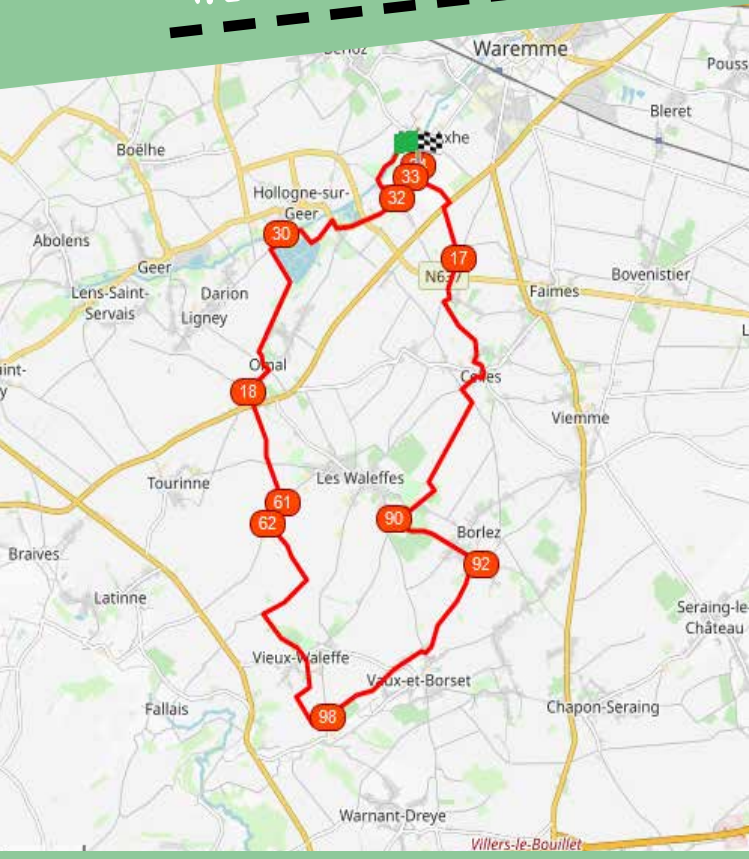 Waremme
Pouss
Bleret
xhe
Boëlhe
33
32
Hollogne-sur-
Geer
30
Abolens
17
Geer
N637
Bovenistier
Lens-Saint-
Servais
Darion
Faimes
Ligney
L
aint-
y
Omal
Celles
18
Viemme
Les Waleffes
Tourinne
61
62
90
Borlez
Braives
92
Latinne
Seraing-le-
Château
Vieux-Waleffe
Vaux-et-Borset
Fallais
98
Chapon-Seraing
Warnant-Dreye
Villers-le-Bouillet